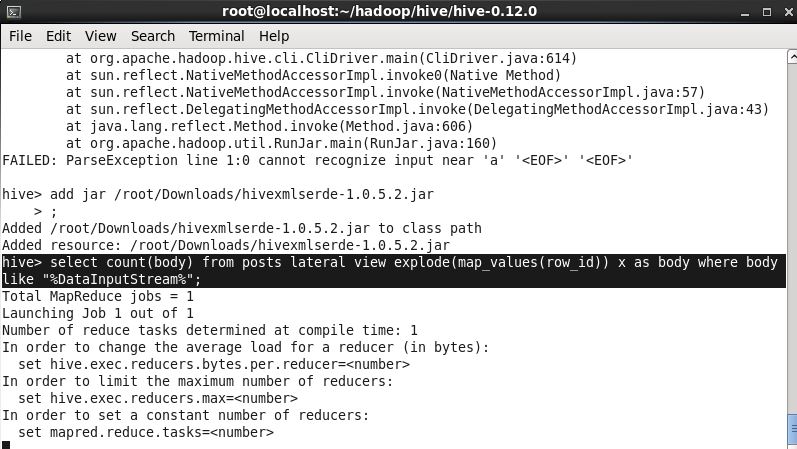 root@localhost:~/hadoop/hive/hive-0.12.0
File Edit View Search Terminal Help
at org.apache.hadoop.hive.cli.CliDriver.main(CliDriver.java:614)
at sun.reflect.NativeMethodAccessorImpl.invoke0(Native Method)
at sun.reflect.NativeMethodAccessorImpl.invoke(NativeMethodAccessorImpl.java:57)
at sun.reflect.DelegatingMethodAccessorImpl.invoke(DelegatingMethodAccessorImpl.java:43)
at java.lang.reflect.Method.invoke(Method.java:606)
at org.apache.hadoop.util.RunJar.main(RunJar.java:160)
FAILED: ParseException line 1:0 cannot recognize input near 'a' '<EOF>' '<EOF>'
hive> add jar /root/Downloads/hivexmlserde-1.0.5.2.jar
> ;
Added /root/Downloads/hivexmlserde-1.0.5.2.jar to class path
Added resource: /root/Downloads/hivexmlserde-1.0.5.2.jar
hive> select count(body) from posts lateral view explode(map_values(row_id)) x as body where body
like "%DataInputStream%";
Total MapReduce jobs = 1
Launching Job 1 out of 1
Number of reduce tasks determined at compile time: 1
In order to change the average load for a reducer (in bytes):
set hive.exec.reducers.bytes.per.reducer=<number>
In order to limit the maximum number of reducers:
set hive.exec.reducers.max=<number>
In order to set a constant number of reducers:
set mapred.reduce.tasks=<number>